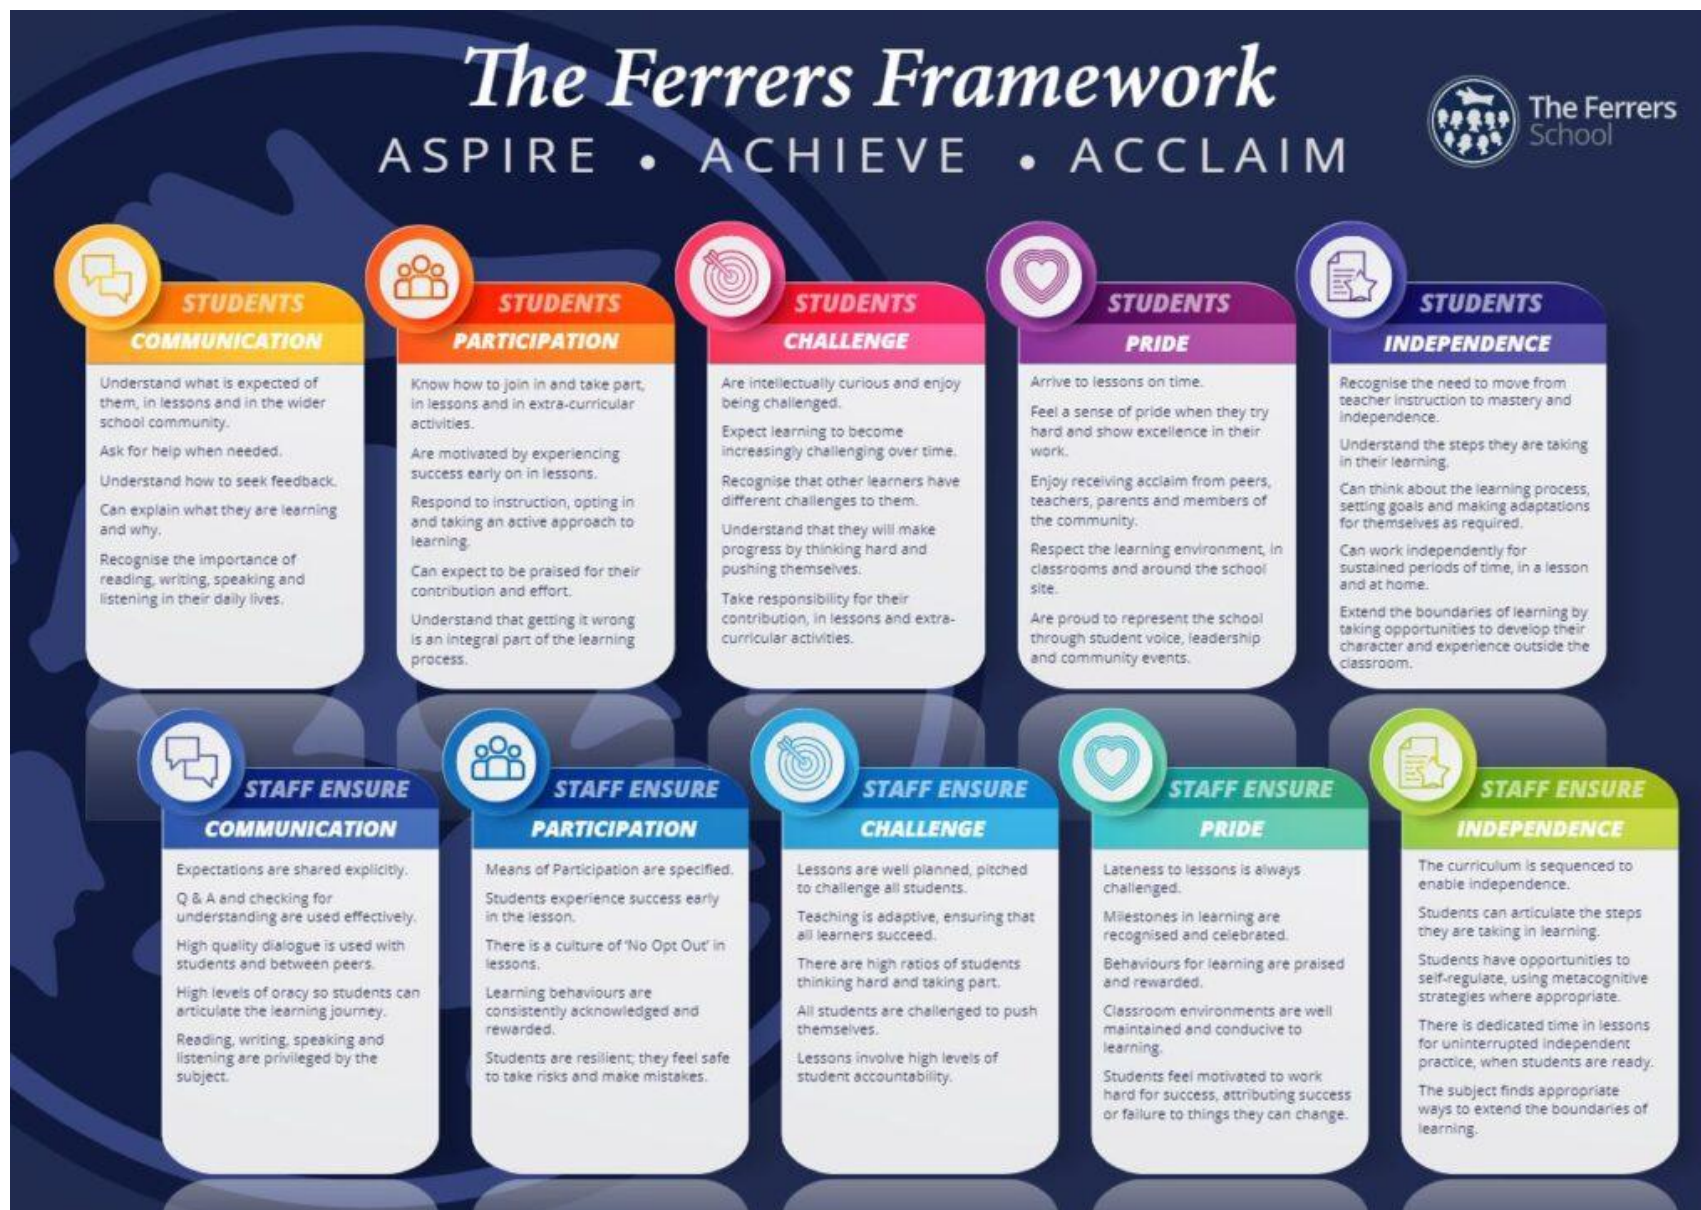 The Ferrers Framework
ASPIRE • ACHIEVE • ACCLAIM
The Ferrers
School
STUDENTS
COMMUNICATION
Understand what is expected of
them, in lessons and in the wider
school community.
Ask for help when needed.
Understand how to seek feedback.
Can explain what they are learning
and why.
Recognise the importance of
reading, writing, speaking and
listening in their daily lives.
STUDENTS
PARTICIPATION
Know how to join in and take part,
in lessons and in extra-curricular
activities.
Are motivated by experiencing
success early on in lessons.
Respond to instruction, opting in
and taking an active approach to
learning.
Can expect to be praised for their
contribution and effort.
Understand that getting it wrong
is an integral part of the learning
process.
STUDENTS
CHALLENGE
Are intellectually curious and enjoy
being challenged.
Expect learning to become
increasingly challenging over time.
Recognise that other learners have
different challenges to them.
Understand that they will make
progress by thinking hard and
pushing themselves.
Take responsibility for their
contribution, in lessons and extra-
curricular activities.
STUDENTS
PRIDE
Arrive to lessons on time.
Feel a sense of pride when they try
hard and show excellence in their
work.
Enjoy receiving acclaim from peers,
teachers, parents and members of
the community.
Respect the learning environment, in
classrooms and around the school
site.
Are proud to represent the school
through student voice, leadership
and community events.
STUDENTS
INDEPENDENCE
Recognise the need to move from
teacher instruction to mastery and
independence.
Understand the steps they are taking
in their learning.
Can think about the learning process,
setting goals and making adaptations
for themselves as required.
Can work independently for
sustained periods of time, in a lesson
and at home.
Extend the boundaries of learning by
taking opportunities to develop their
character and experience outside the
classroom.
STAFF ENSURE
COMMUNICATION
Expectations are shared explicitly.
Q & A and checking for
understanding are used effectively.
High quality dialogue is used with
students and between peers.
High levels of oracy so students can
articulate the learning journey.
Reading, writing, speaking and
listening are privileged by the
subject.
STAFF ENSURE
PARTICIPATION
Means of Participation are specified.
Students experience success early
in the lesson.
There is a culture of 'No Opt Out' in
lessons.
Learning behaviours are
consistently acknowledged and
rewarded.
Students are resilient; they feel safe
to take risks and make mistakes.
STAFF ENSURE
CHALLENGE
Lessons are well planned, pitched
to challenge all students.
Teaching is adaptive, ensuring that
all learners succeed.
There are high ratios of students
thinking hard and taking part.
All students are challenged to push
themselves.
Lessons involve high levels of
student accountability.
STAFF ENSURE
PRIDE
Lateness to lessons is always
challenged.
Milestones in learning are
recognised and celebrated.
Behaviours for learning are praised
and rewarded.
Classroom environments are well
maintained and conducive to
learning.
Students feel motivated to work
hard for success, attributing success
or failure to things they can change.
STAFF ENSURE
INDEPENDENCE
The curriculum is sequenced to
enable independence.
Students can articulate the steps
they are taking in learning.
Students have opportunities to
self-regulate, using metacognitive
strategies where appropriate.
There is dedicated time in lessons
for uninterrupted independent
practice, when students are ready.
The subject finds appropriate
ways to extend the boundaries of
learning.